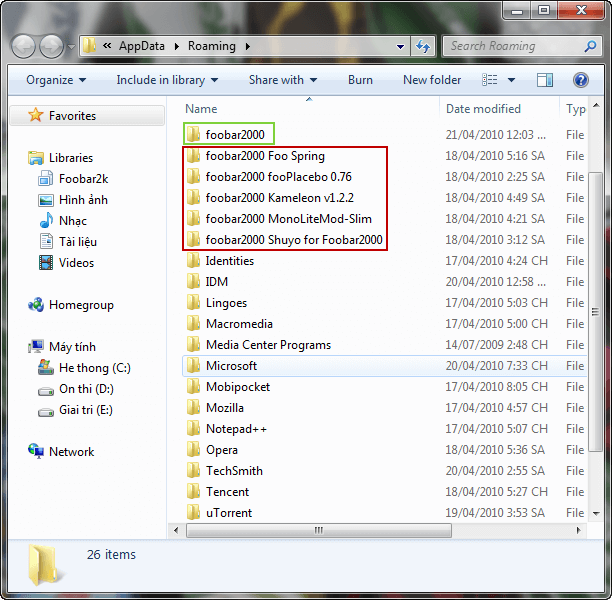 « AppData Roaming
Search Roaming
Organize Include in library Share with Burn New folder
Favorites
Libraries
Foobar2k
Hình ảnh
Nhạc
Tài liệu
Videos
Homegroup
Máy tính
He thong (C:)
On thi (D:)
Giai tri (E:)
Network
Name Date modified Typ
foobar2000 21/04/2010 12:03 ... File
foobar2000 Foo Spring 18/04/2010 5:16 SA File
foobar2000 fooPlacebo 0.76 18/04/2010 2:25 SA File
foobar2000 Kameleon v1.2.2 18/04/2010 4:49 SA File
foobar2000 MonoLiteMod-Slim 18/04/2010 4:21 SA File
foobar2000 Shuyo for Foobar2000 18/04/2010 3:12 SA File
Identities 17/04/2010 4:24 CH File
IDM 20/04/2010 12:58 ... File
Lingoes 17/04/2010 5:03 CH File
Macromedia 17/04/2010 5:00 CH File
Media Center Programs 14/07/2009 2:48 CH File
Microsoft 20/04/2010 7:33 CH File
Mobipocket 17/04/2010 8:05 CH File
Mozilla 17/04/2010 4:57 CH File
Notepad++ 17/04/2010 5:07 CH File
Opera 18/04/2010 5:36 SA File
TechSmith 20/04/2010 2:55 SA File
Tencent 18/04/2010 5:27 CH File
uTorrent 19/04/2010 3:53 SA File
26 items